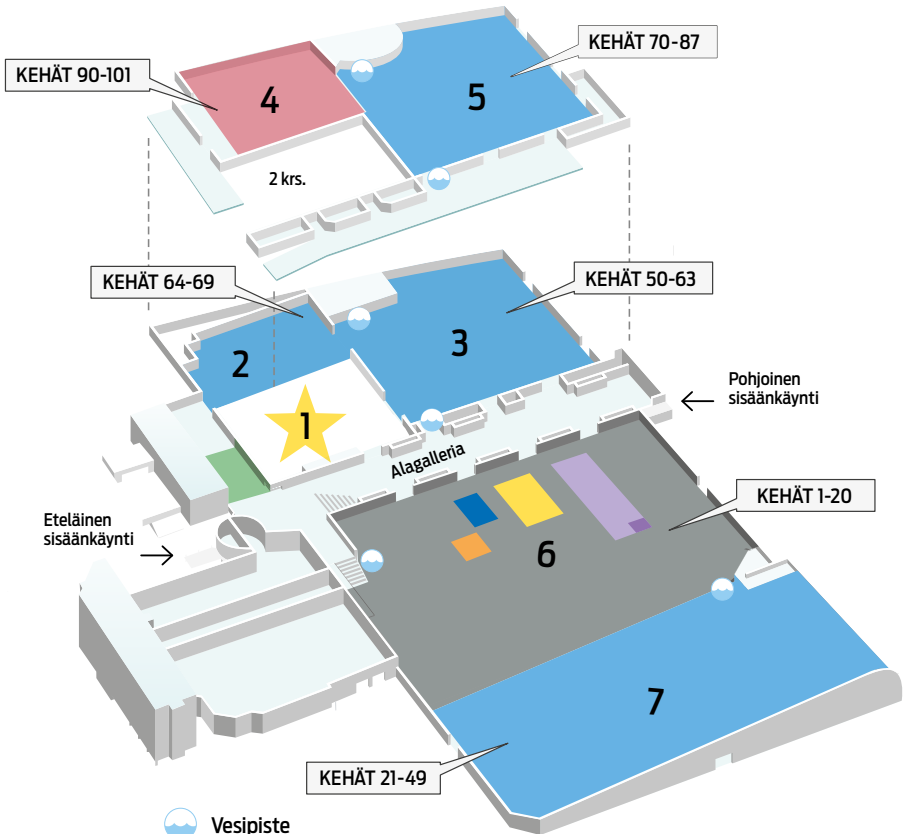 KEHÄT 70-87
KEHÄT 90-101
4
5
2 krs.
KEHÄT 64-69
KEHÄT 50-63
2
3
1
Pohjoinen
sisäänkäynti
Alagalleria
KEHÄT 1-20
Eteläinen
sisäänkäynti
6
7
KEHÄT 21-49
Vesipiste